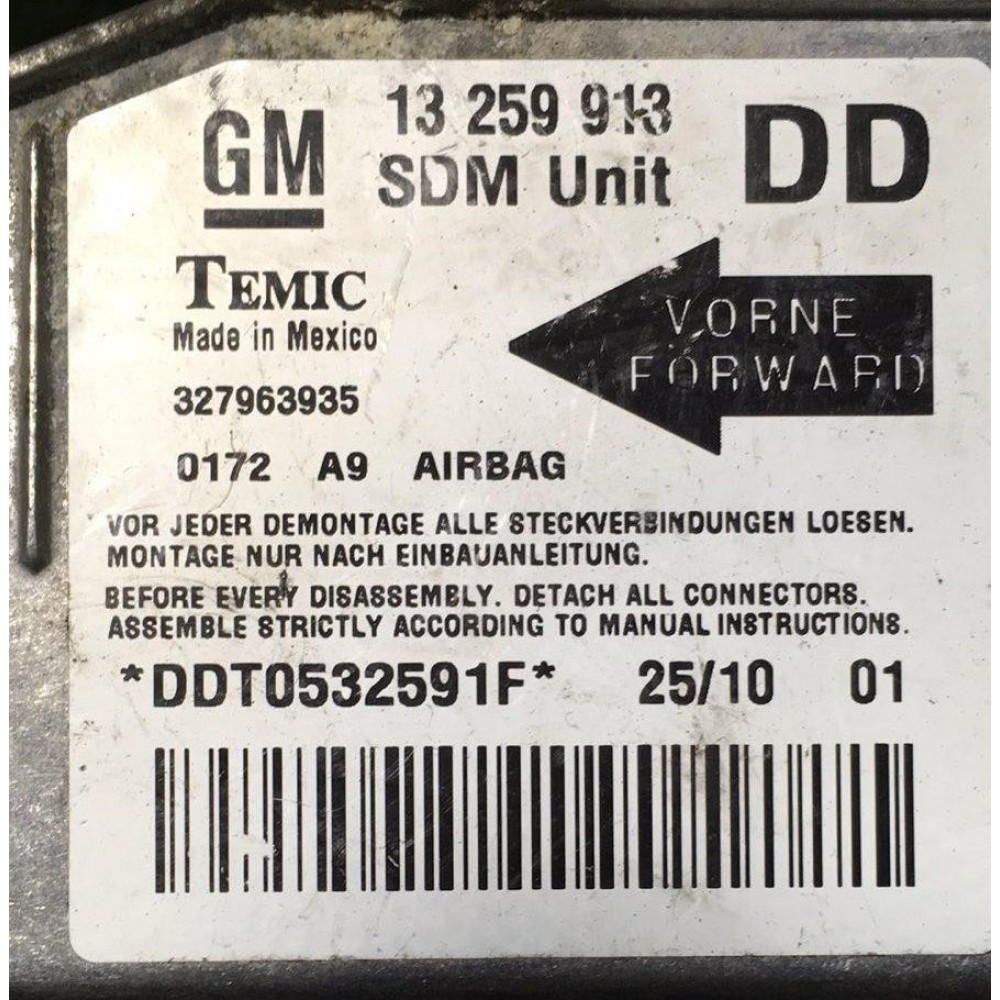 GM 13 259 913 DD
SDM Unit
TEMIC
Made in Mexico
VORNE
FORWARD
327963935
0172 A9 AIRBAG
VOR JEDER DEMONTAGE ALLE STECKVERBINDUNGEN LOESEN.
MONTAGE NUR NACH EINBAUANLEITUNG.
BEFORE EVERY DISASSEMBLY. DETACH ALL CONNECTORS.
ASSEMBLE STRICTLY ACCORDING TO MANUAL INSTRUCTIONS.
*DDT0532591F* 25/10 01